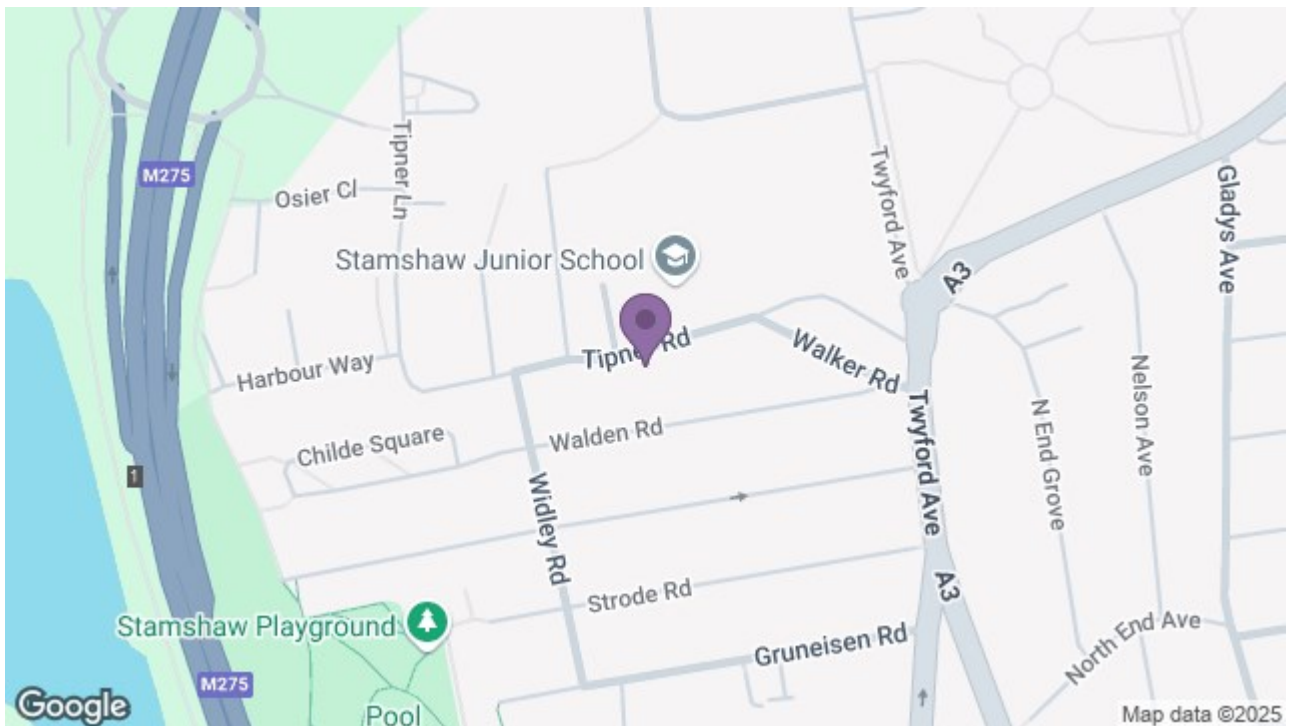 M275
Osier Cl
Tipner Ln
Twyford Ave
Gladys Ave
Stamshaw Junior School
A3
Tipner Rd
Walker Rd
Harbour Way
Nelson Ave
Childe Square
Walden Rd
Twyford Ave
N End Grove
1
Widley Rd
Strode Rd
A3
Stamshaw Playground
North End Ave
Gruneisen Rd
M275
Pool
Google
Map data ©2025